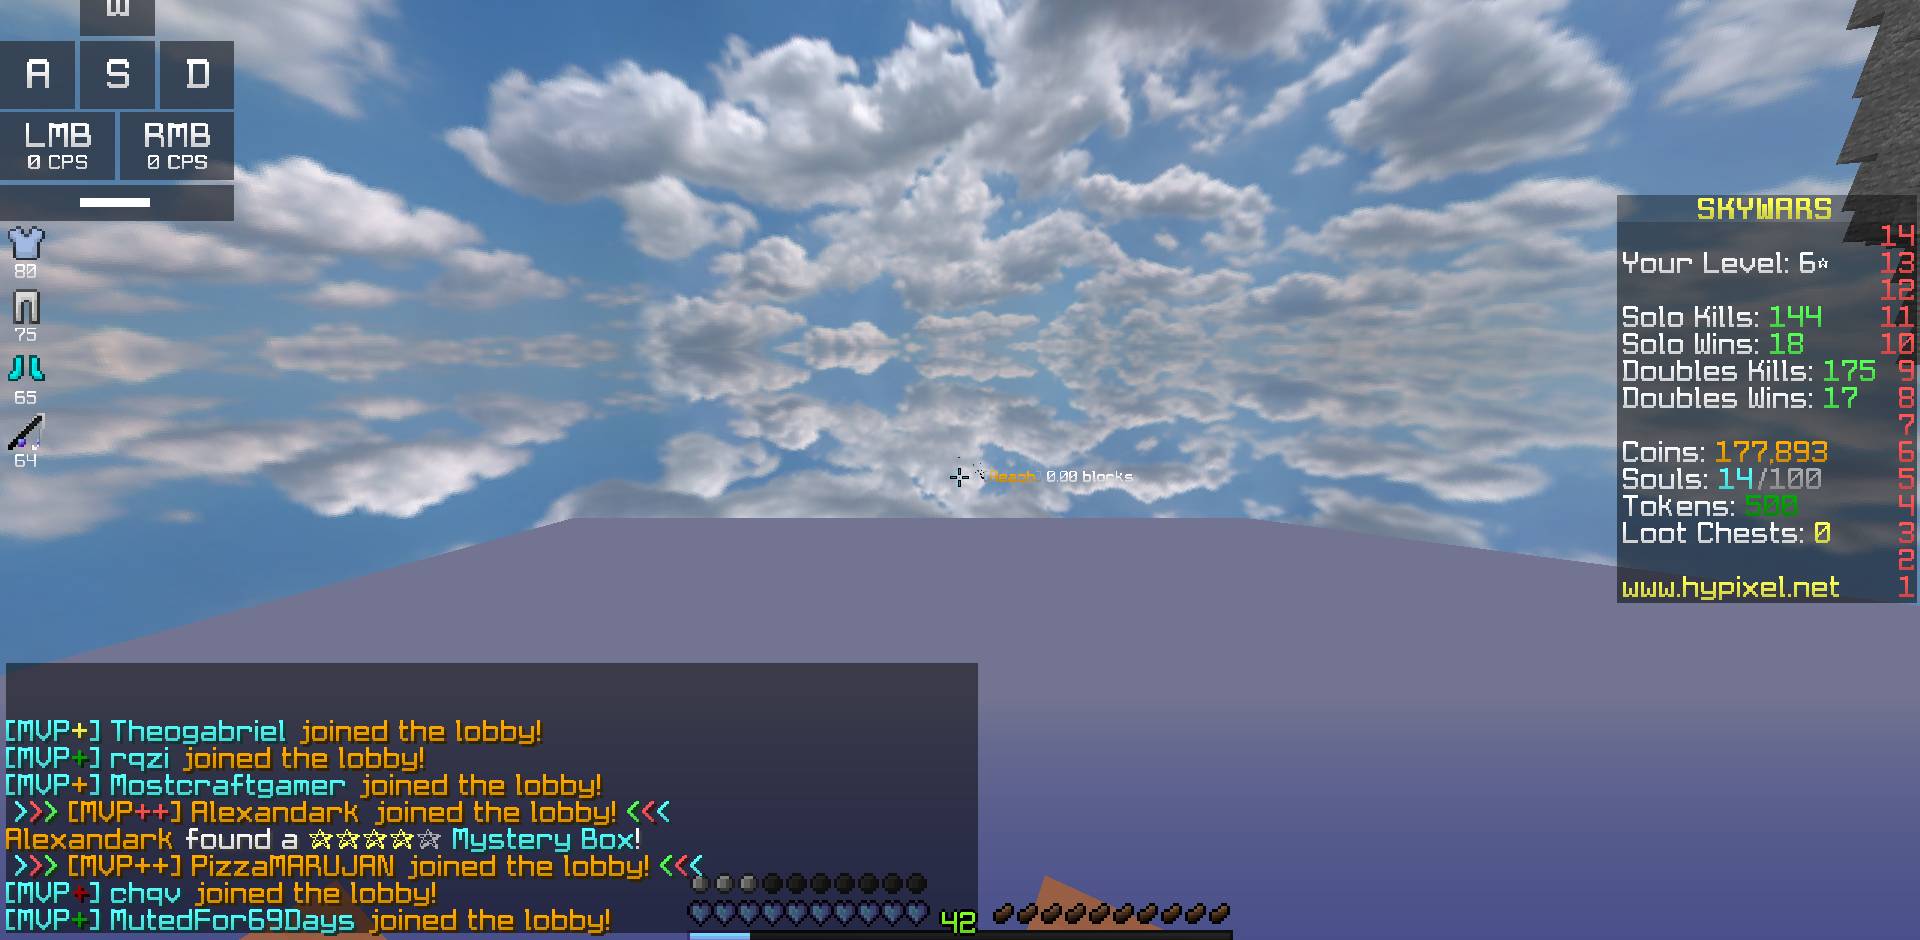 W
A S D
LMB RMB
0 CPS 0 CPS
80
75
65
64
Reach: 0.00 blocks
SKYWARS
14
Your Level: 6☆ 13
12
Solo Kills: 144 11
Solo Wins: 18 10
Doubles Kills: 175 9
Doubles Wins: 17 8
7
Coins: 177,893 6
Souls: 14/100 5
Tokens: 500 4
Loot Chests: 0 3
2
www.hypixel.net 1
[MVP+] Theogabriel joined the lobby!
[MVP+] rqzi joined the lobby!
[MVP+] Mostcraftgamer joined the lobby!
>>> [MVP++] Alexandark joined the lobby! <<<
Alexandark found a ☆☆☆☆☆ Mystery Box!
>>> [MVP++] PizzaMARUJAN joined the lobby! <<<
[MVP+] chqv joined the lobby!
[MVP+] MutedFor69Days joined the lobby!
42